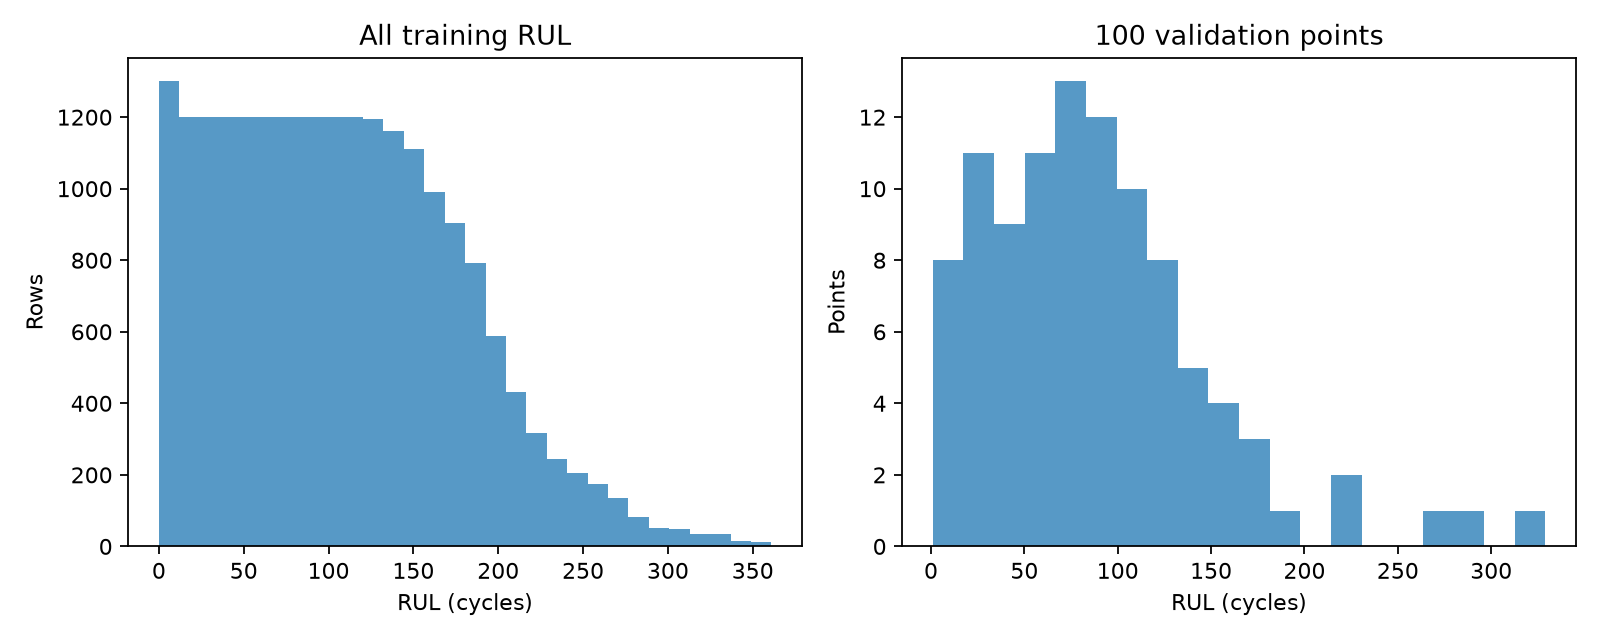 All training RUL
1200
1000
800
600
400
200
0
Rows
0 50 100 150 200 250 300 350
RUL (cycles)
100 validation points
12
10
8
6
4
2
0
Points
0 50 100 150 200 250 300
RUL (cycles)